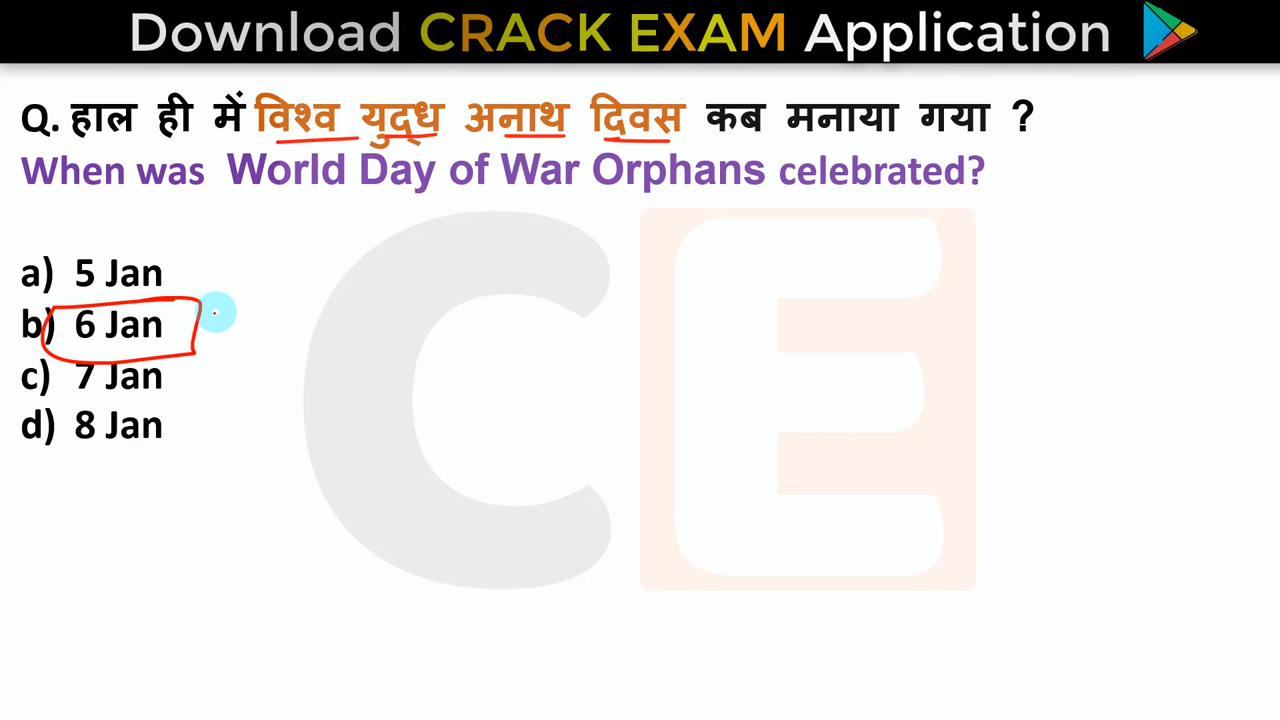 Download CRACK EXAM Application
Q. हाल ही में विश्व युद्ध अनाथ दिवस कब मनाया गया ?
When was World Day of War Orphans celebrated?
a) 5 Jan
b) 6 Jan
c) 7 Jan
d) 8 Jan
CE